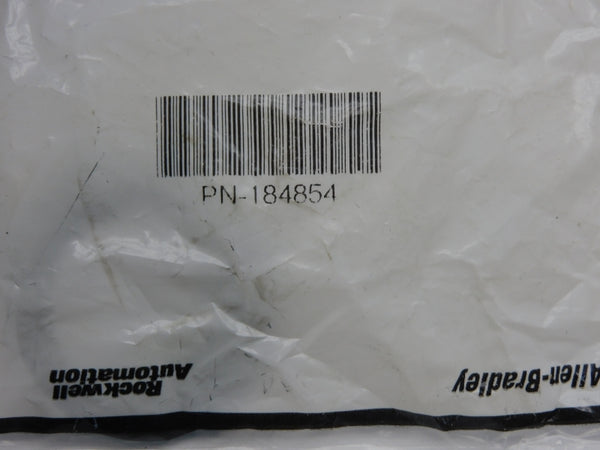 PN-184854
Rockwell
Automation
Allen-Bradley